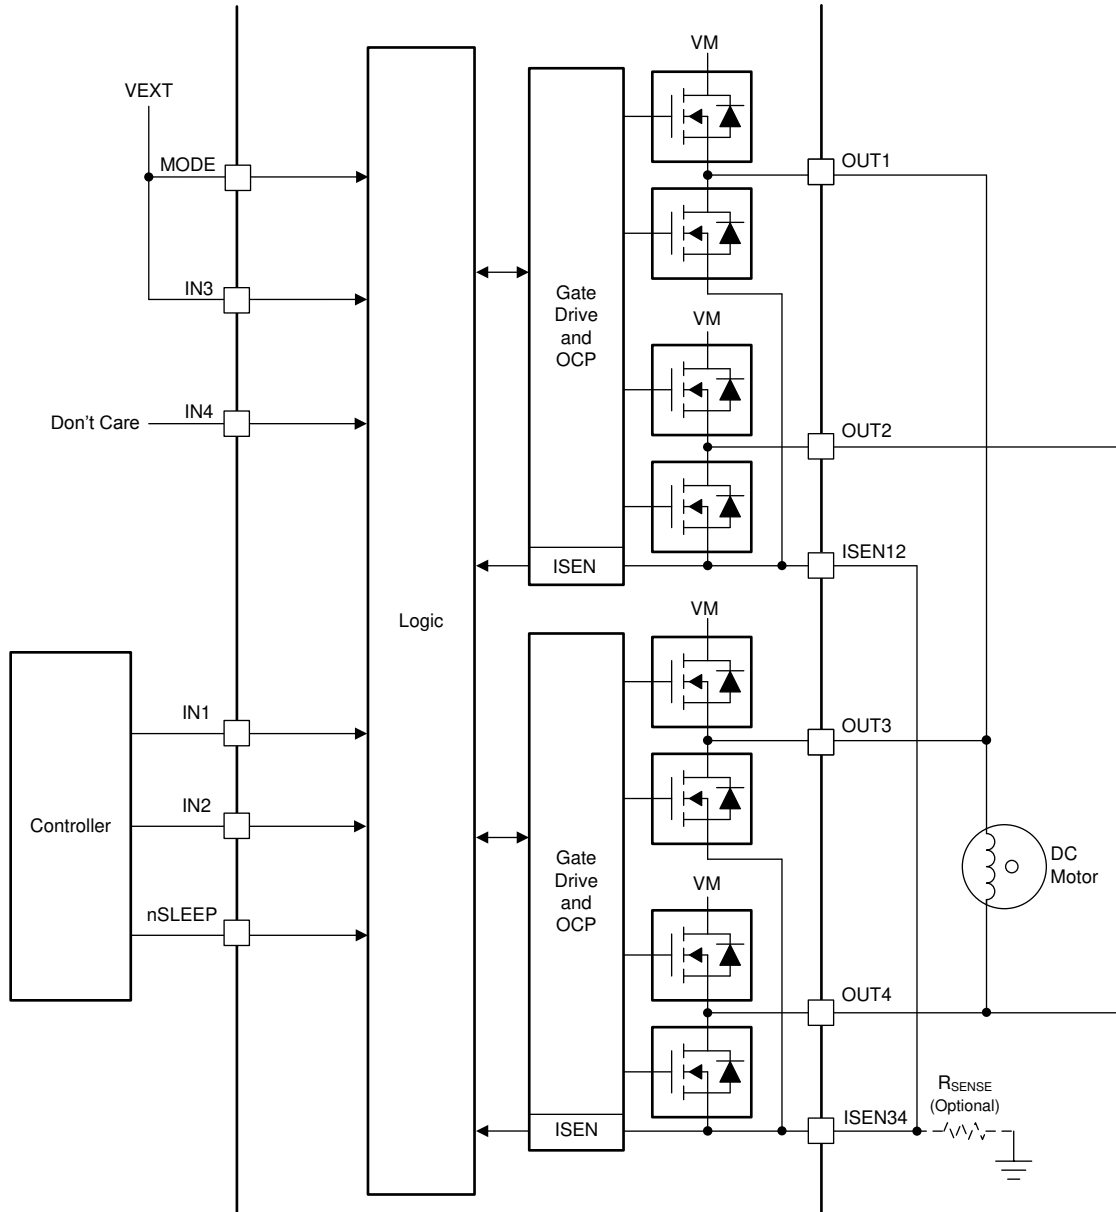 VM
VEXT
MODE
OUT1
IN3
Gate
Drive
and
OCP
VM
IN4
Don't Care
OUT2
ISEN
ISEN12
Logic
VM
IN1
OUT3
IN2
Controller
Gate
Drive
and
OCP
DC
Motor
VM
nSLEEP
OUT4
RSENSE
(Optional)
ISEN
ISEN34